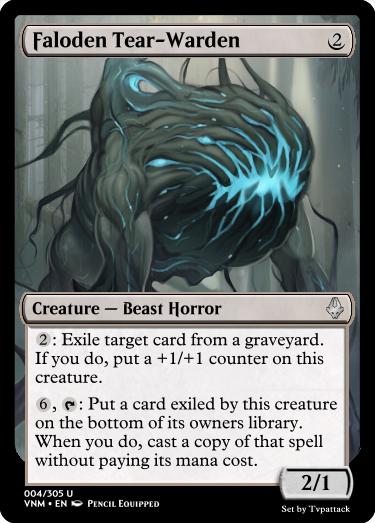 Faloden Tear-Warden 2
Creature — Beast Horror
2: Exile target card from a graveyard.
If you do, put a +1/+1 counter on this
creature.
6, : Put a card exiled by this creature
on the bottom of its owners library.
When you do, cast a copy of that spell
without paying its mana cost.
2/1
004/305 U
VNM • EN Pencil Equipped
Set by Tvpattack